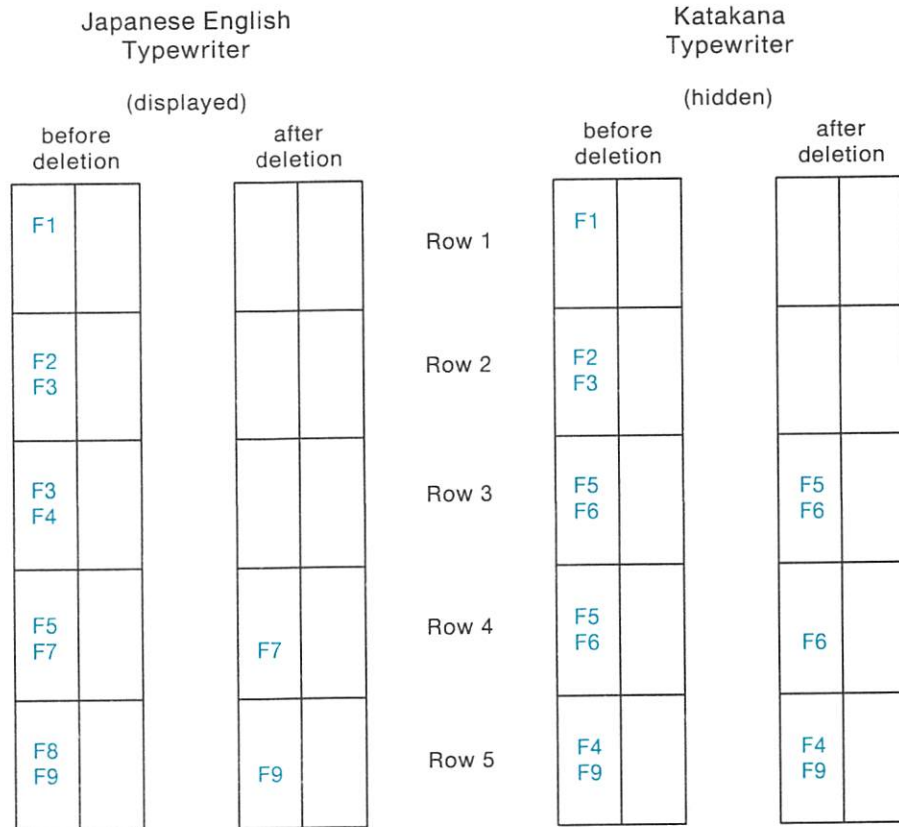 Japanese English
Typewriter
(displayed)
before
deletion
after
deletion
Katakana
Typewriter
(hidden)
before
deletion
after
deletion
F1
Row 1
F1
F2
F3
Row 2
F2
F3
F3
F4
Row 3
F5
F6
F5
F6
F5
F7
F7
Row 4
F5
F6
F6
F8
F9
F9
Row 5
F4
F9
F4
F9